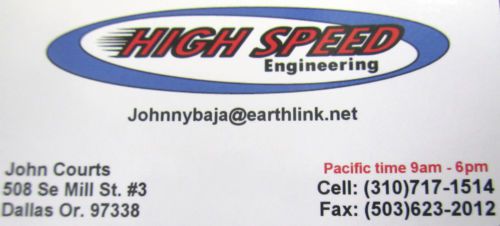 HIGH SPEED
Engineering
Johnnybaja@earthlink.net
John Courts
508 Se Mill St. #3
Dallas Or. 97338
Pacific time 9am - 6pm
Cell: (310)717-1514
Fax: (503)623-2012